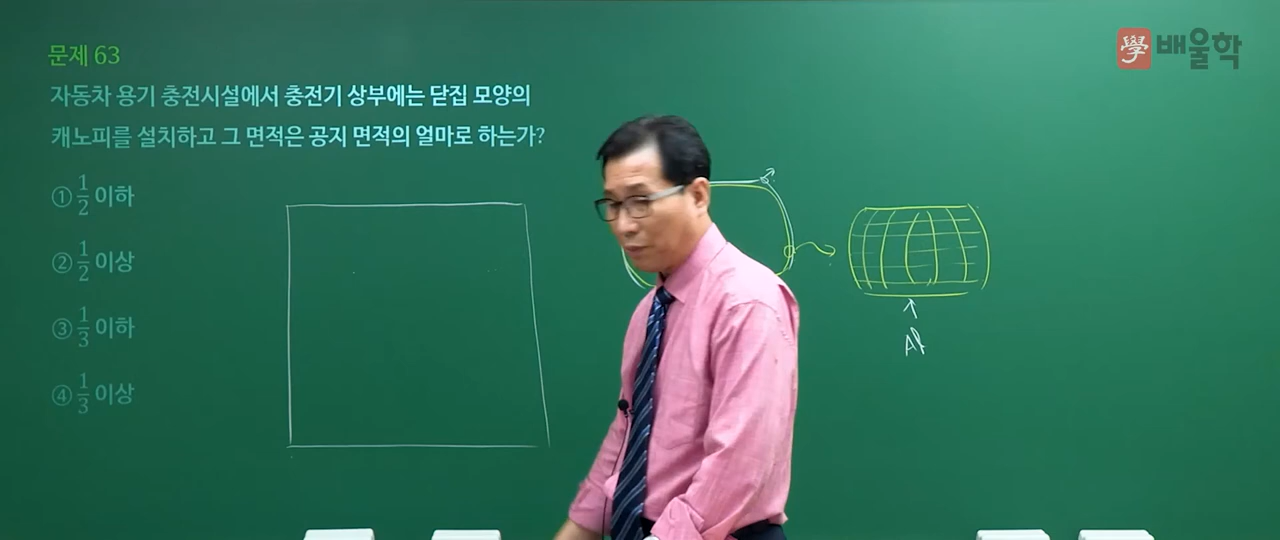 문제 63
자동차 용기 충전시설에서 충전기 상부에는 닫집 모양의
캐노피를 설치하고 그 면적은 공지 면적의 얼마로 하는가?
① 1/2 이하
② 1/2 이상
③ 1/3 이하
④ 1/3 이상
學 배울학